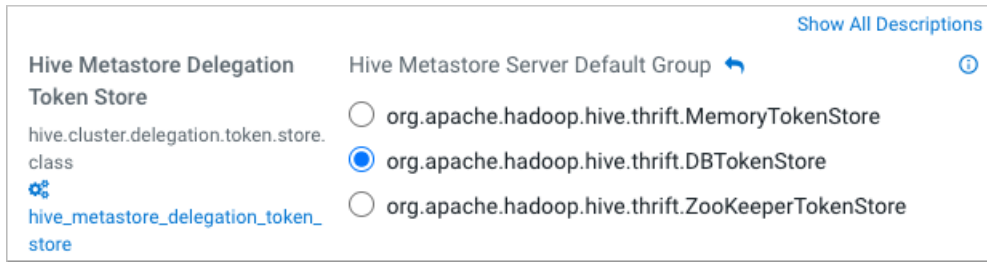 Show All Descriptions
Hive Metastore Delegation
Token Store
hive.cluster.delegation.token.store.
class
hive_metastore_delegation_token_
store
Hive Metastore Server Default Group
org.apache.hadoop.hive.thrift.MemoryTokenStore
org.apache.hadoop.hive.thrift.DBTokenStore
org.apache.hadoop.hive.thrift.ZooKeeperTokenStore